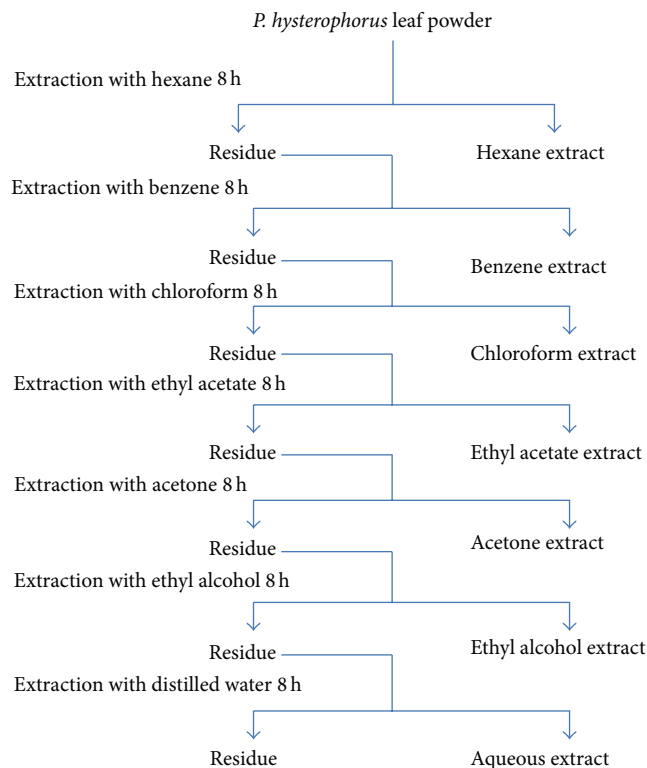 P. hysterophorus leaf powder
Extraction with hexane 8 h
Residue
Hexane extract
Extraction with benzene 8 h
Residue
Benzene extract
Extraction with chloroform 8 h
Residue
Chloroform extract
Extraction with ethyl acetate 8 h
Residue
Ethyl acetate extract
Extraction with acetone 8 h
Residue
Acetone extract
Extraction with ethyl alcohol 8 h
Residue
Ethyl alcohol extract
Extraction with distilled water 8 h
Residue
Aqueous extract